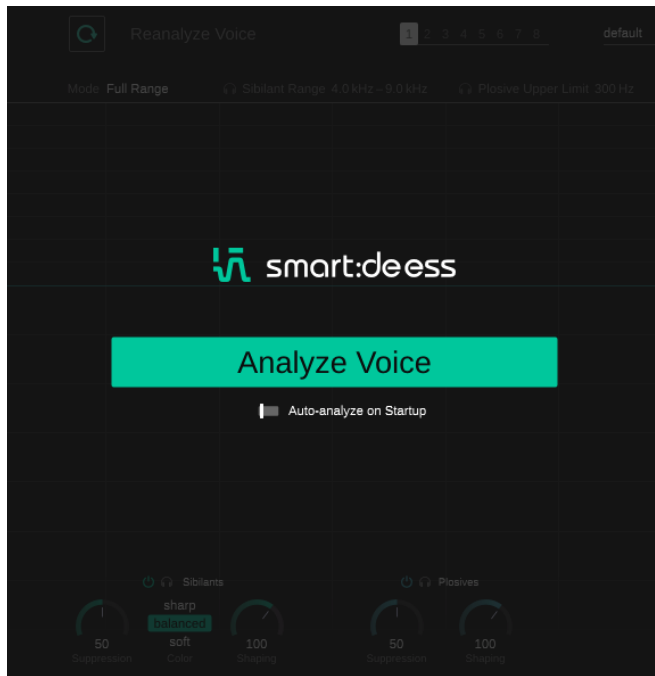 Reanalyze Voice 1 2 3 4 5 6 7 8 default
Mode Full Range Sibilant Range 4.0 kHz – 9.0 kHz Plosive Upper Limit 300 Hz
smart:deess
Analyze Voice
Auto-analyze on Startup
Sibilants Plosives
sharp
balanced
50 soft 100 50 100
Suppression Color Shaping Suppression Shaping